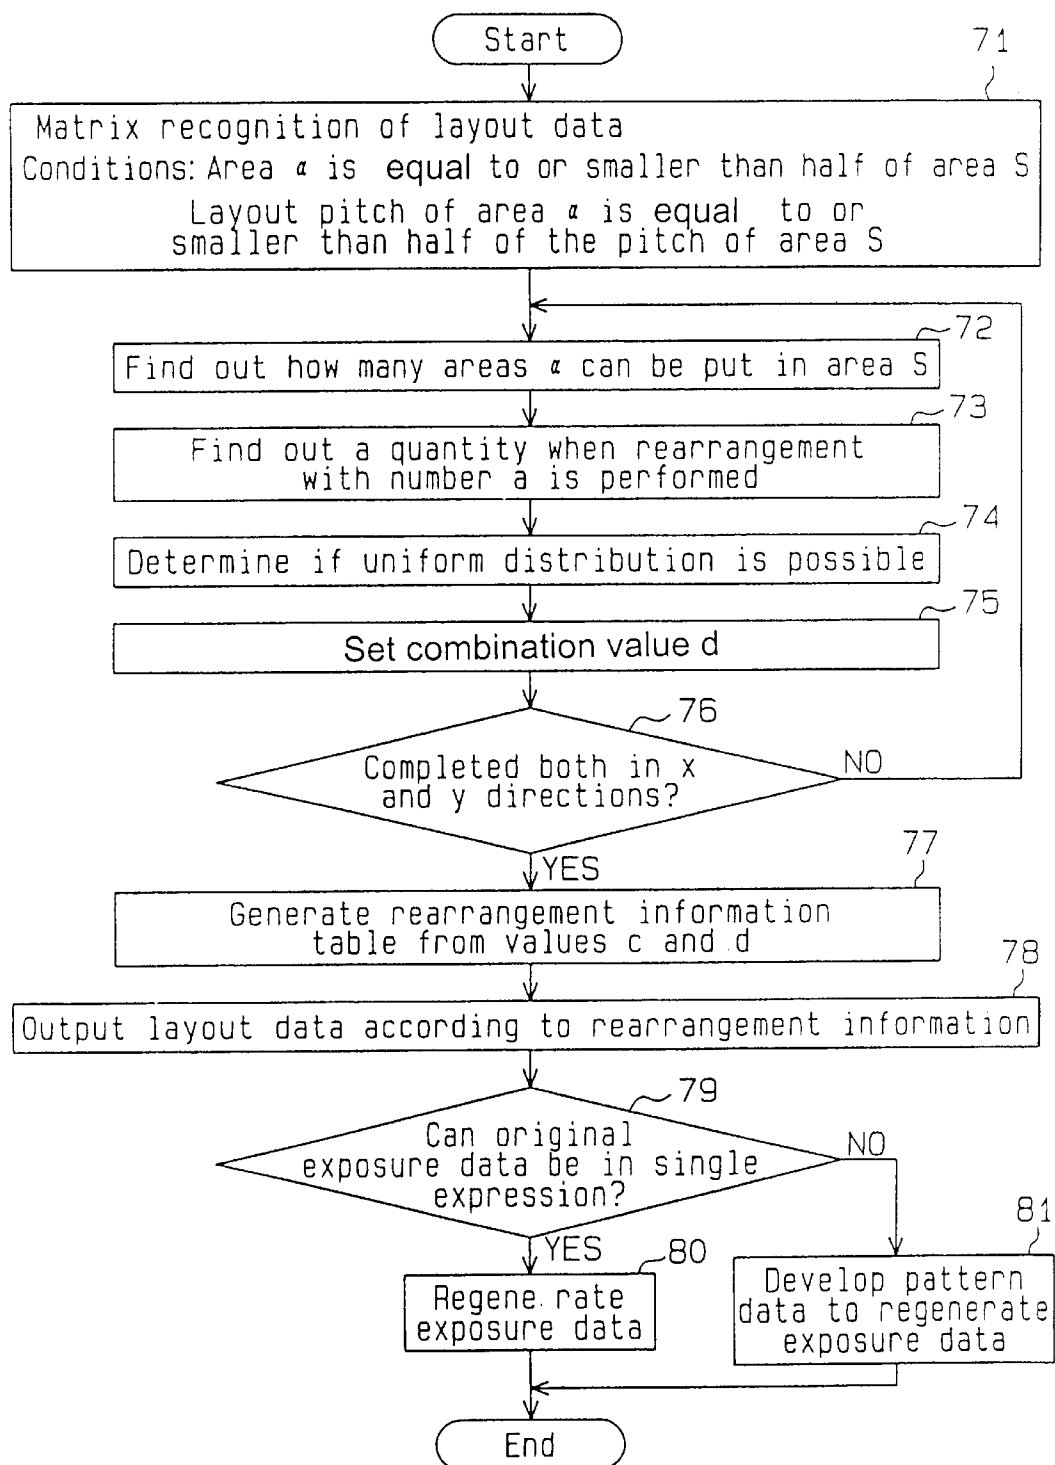 Start
71
Matrix recognition of layout data
Conditions: Area α is equal to or smaller than half of area S
Layout pitch of area α is equal to or
smaller than half of the pitch of area S
72
Find out how many areas α can be put in area S
73
Find out a quantity when rearrangement
with number a is performed
74
Determine if uniform distribution is possible
75
Set combination value d
76
Completed both in x
and y directions?
NO
YES
77
Generate rearrangement information
table from values c and d
78
Output layout data according to rearrangement information
79
Can original
exposure data be in single
expression?
NO
YES
80
Regene.rate
exposure data
81
Develop pattern
data to regenerate
exposure data
End